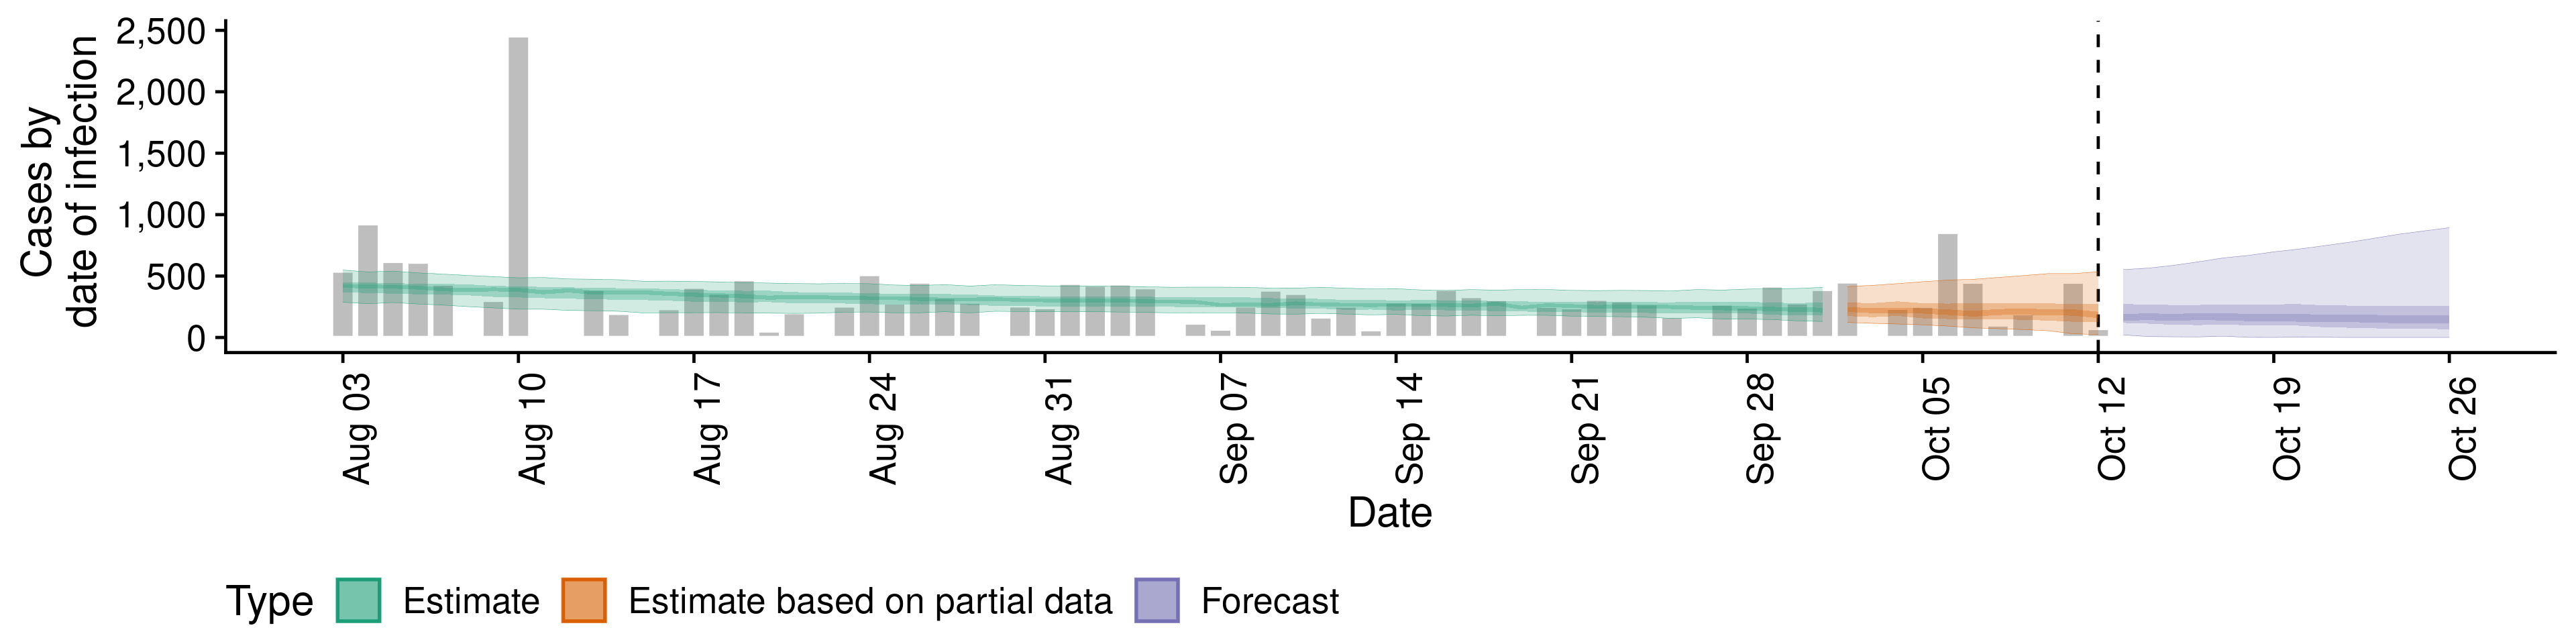 Cases by
date of infection
2,500
2,000
1,500
1,000
500
0
Aug 03
Aug 10
Aug 17
Aug 24
Aug 31
Sep 07
Sep 14
Sep 21
Sep 28
Oct 05
Oct 12
Oct 19
Oct 26
Date
Type Estimate Estimate based on partial data Forecast